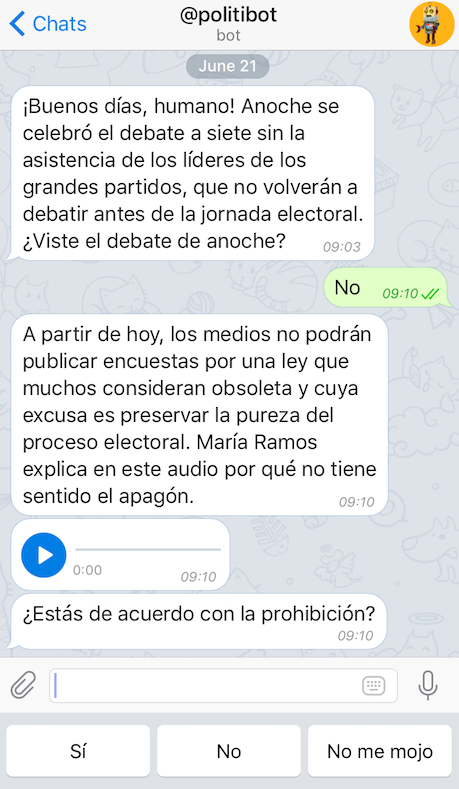 Chats
@politibot
bot
June 21
¡Buenos días, humano! Anoche se
celebró el debate a siete sin la
asistencia de los líderes de los
grandes partidos, que no volverán a
debatir antes de la jornada electoral.
¿Viste el debate de anoche?
09:03
No
09:10
A partir de hoy, los medios no podrán
publicar encuestas por una ley que
muchos consideran obsoleta y cuya
excusa es preservar la pureza del
proceso electoral. María Ramos
explica en este audio por qué no tiene
sentido el apagón.
09:10
0:00
09:10
¿Estás de acuerdo con la prohibición?
09:10
Sí
No
No me mojo